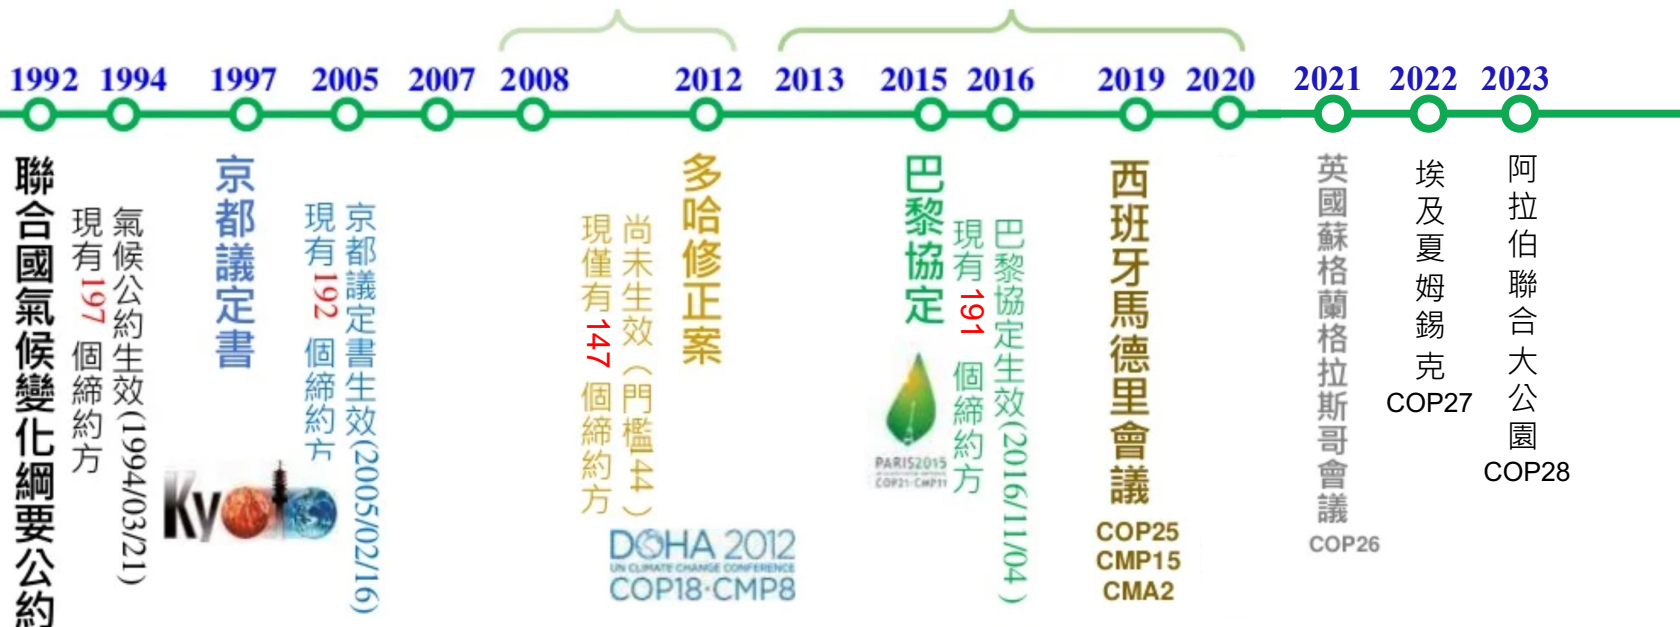 1992 1994 1997 2005 2007 2008 2012 2013 2015 2016 2019 2020 2021 2022 2023
聯合國氣候變化綱要公約
氣候公約生效(1994/03/21)
現有197 個締約方
京都議定書
Kyoto
京都議定書生效(2005/02/16)
現有192 個締約方
多哈修正案
尚未生效（門檻144）
現僅有147 個締約方
DOHA 2012
UN CLIMATE CHANGE CONFERENCE
COP18·CMP8
巴黎協定
PARIS2015
COP21·CMP11
巴黎協定生效(2016/11/04)
現有 191 個締約方
西班牙馬德里會議
COP25
CMP15
CMA2
英國蘇格蘭格拉斯哥會議
COP26
埃及夏姆錫克
COP27
阿拉伯聯合大公園
COP28